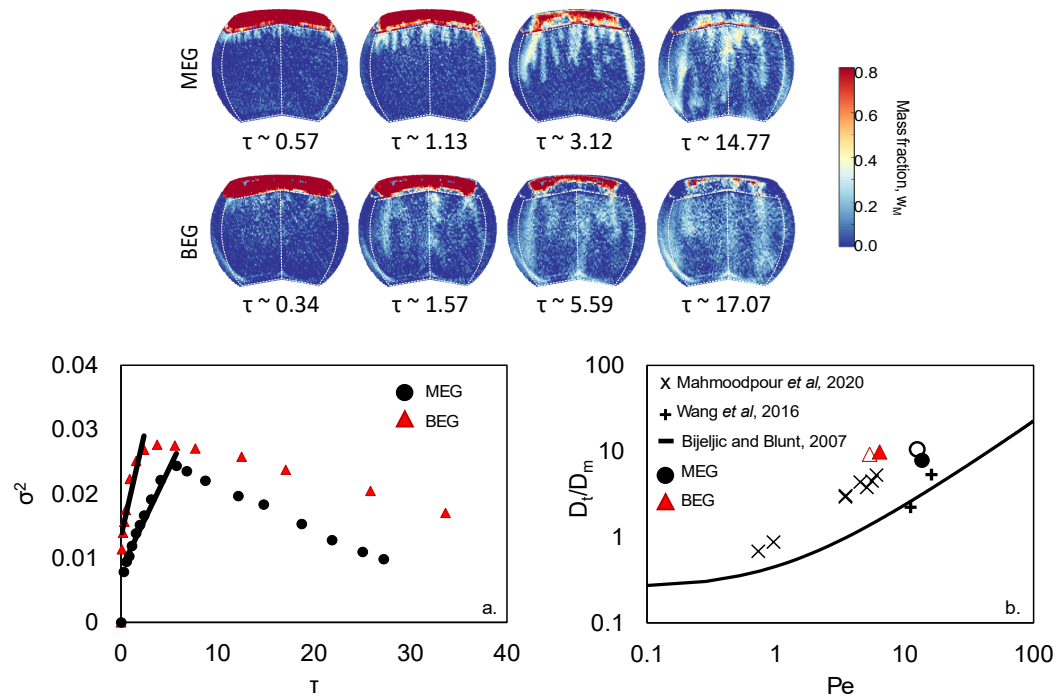 MEG
τ ~ 0.57
τ ~ 1.13
τ ~ 3.12
τ ~ 14.77
BEG
τ ~ 0.34
τ ~ 1.57
τ ~ 5.59
τ ~ 17.07
0.8
0.6
0.4
0.2
0.0
Mass fraction, w_M
0.04
0.03
0.02
0.01
0
σ²
MEG
BEG
a.
0
10
20
30
40
τ
100
10
1
0.1
D_t/D_m
Mahmoodpour et al, 2020
Wang et al, 2016
Bijeljic and Blunt, 2007
MEG
BEG
b.
0.1
1
10
100
Pe